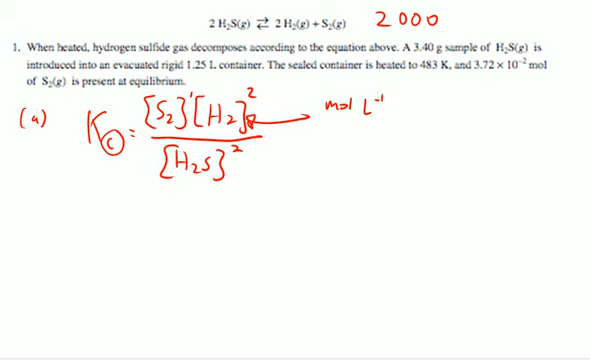 2 H₂S(g) ⇄ 2 H₂(g) + S₂(g) 2000
1. When heated, hydrogen sulfide gas decomposes according to the equation above. A 3.40 g sample of H₂S(g) is
introduced into an evacuated rigid 1.25 L container. The sealed container is heated to 483 K, and 3.72 × 10⁻² mol
of S₂(g) is present at equilibrium.
(a) K_c = [S₂]¹[H₂]² / [H₂S]² mol L⁻¹